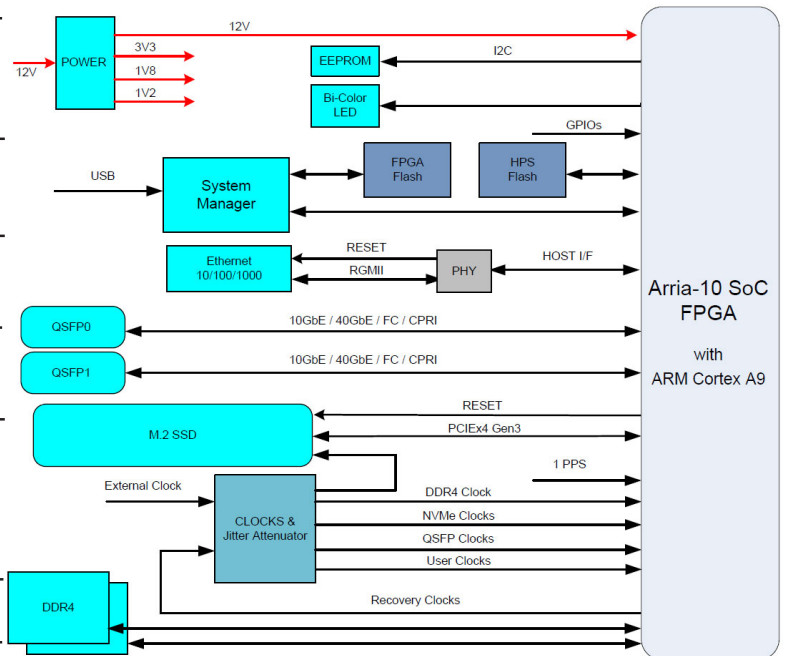 12V
POWER
12V
3V3
1V8
1V2
EEPROM
I2C
Bi-Color
LED
GPIOs
USB
System
Manager
FPGA
Flash
HPS
Flash
Ethernet
10/100/1000
RESET
RGMII
PHY
HOST I/F
Arria-10 SoC
FPGA
with
ARM Cortex A9
QSFP0
10GbE / 40GbE / FC / CPRI
QSFP1
10GbE / 40GbE / FC / CPRI
M.2 SSD
RESET
PCIEx4 Gen3
1 PPS
External Clock
CLOCKS &
Jitter Attenuator
DDR4 Clock
NVMe Clocks
QSFP Clocks
User Clocks
Recovery Clocks
DDR4